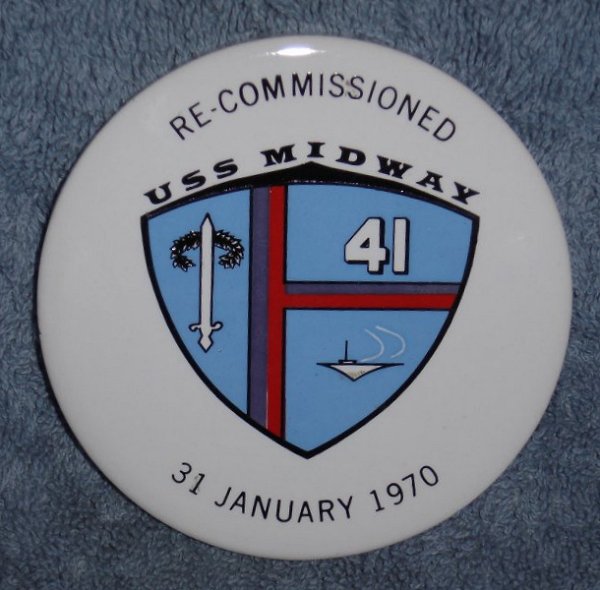 RE-COMMISSIONED
USS MIDWAY
41
31 JANUARY 1970